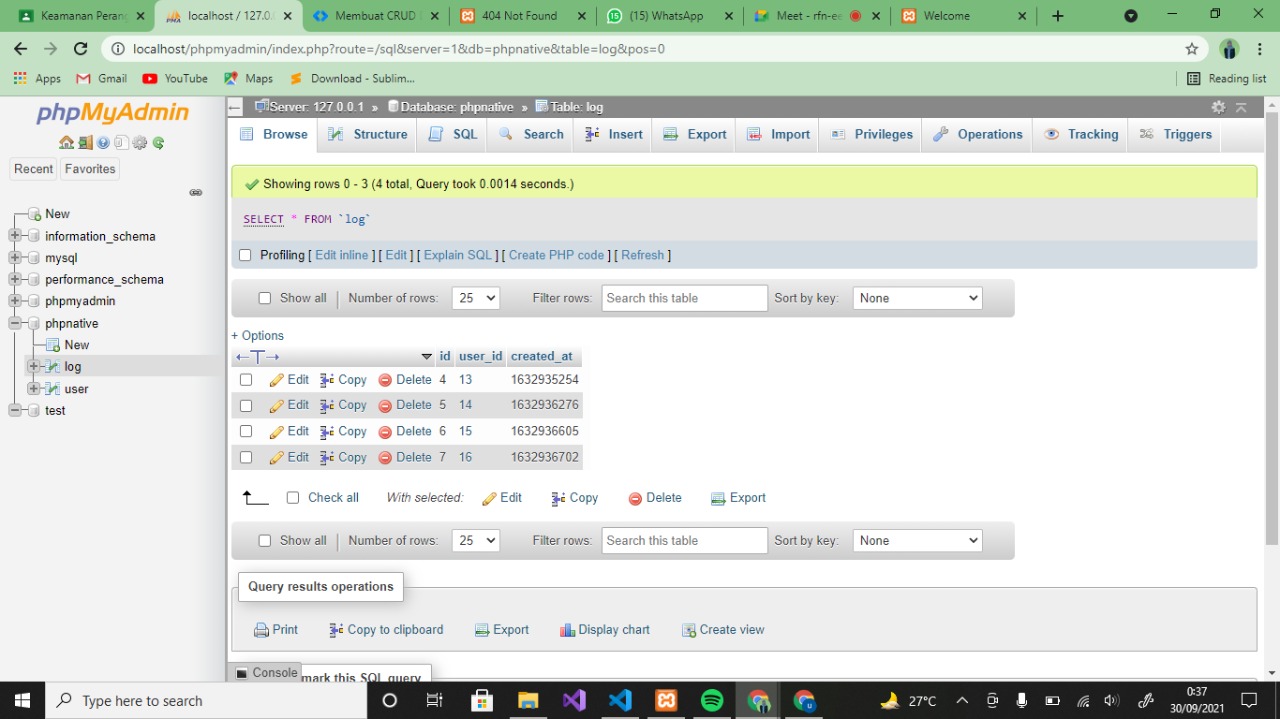 Keamanan Perang
localhost / 127.0.
Membuat CRUD
404 Not Found
(15) WhatsApp
Meet - rfn-ee
Welcome
localhost/phpmyadmin/index.php?route=/sql&server=1&db=phpnative&table=log&pos=0
Apps Gmail YouTube Maps Download - Sublim... Reading list
phpMyAdmin
Recent Favorites
New
information_schema
mysql
performance_schema
phpmyadmin
phpnative
New
log
user
test
Server: 127.0.0.1 » Database: phpnative » Table: log
Browse Structure SQL Search Insert Export Import Privileges Operations Tracking Triggers
Showing rows 0 - 3 (4 total, Query took 0.0014 seconds.)
SELECT * FROM `log`
Profiling [ Edit inline ] [ Edit ] [ Explain SQL ] [ Create PHP code ] [ Refresh ]
Show all | Number of rows: 25 Filter rows: Search this table Sort by key: None
+ Options
←T→ id user_id created_at
Edit Copy Delete 4 13 1632935254
Edit Copy Delete 5 14 1632936276
Edit Copy Delete 6 15 1632936605
Edit Copy Delete 7 16 1632936702
Check all With selected: Edit Copy Delete Export
Show all | Number of rows: 25 Filter rows: Search this table Sort by key: None
Query results operations
Print Copy to clipboard Export Display chart Create view
Console mark this SQL query
Type here to search
27°C
0:37
30/09/2021